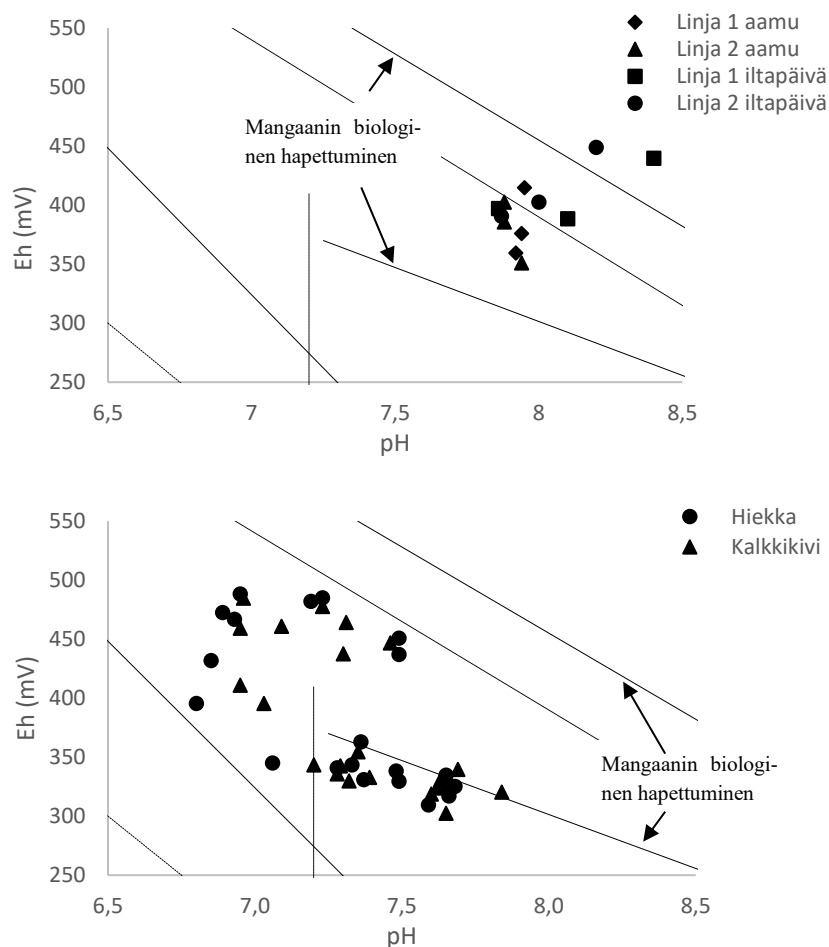 550
500
450
400
350
300
250
Eh (mV)
6,5
7
7,5
8
8,5
pH
Linja 1 aamu
Linja 2 aamu
Linja 1 iltapäivä
Linja 2 iltapäivä
Mangaanin biologi-
nen hapettuminen
550
500
450
400
350
300
250
Eh (mV)
6,5
7,0
7,5
8,0
8,5
pH
Hiekka
Kalkkikivi
Mangaanin biologi-
nen hapettuminen